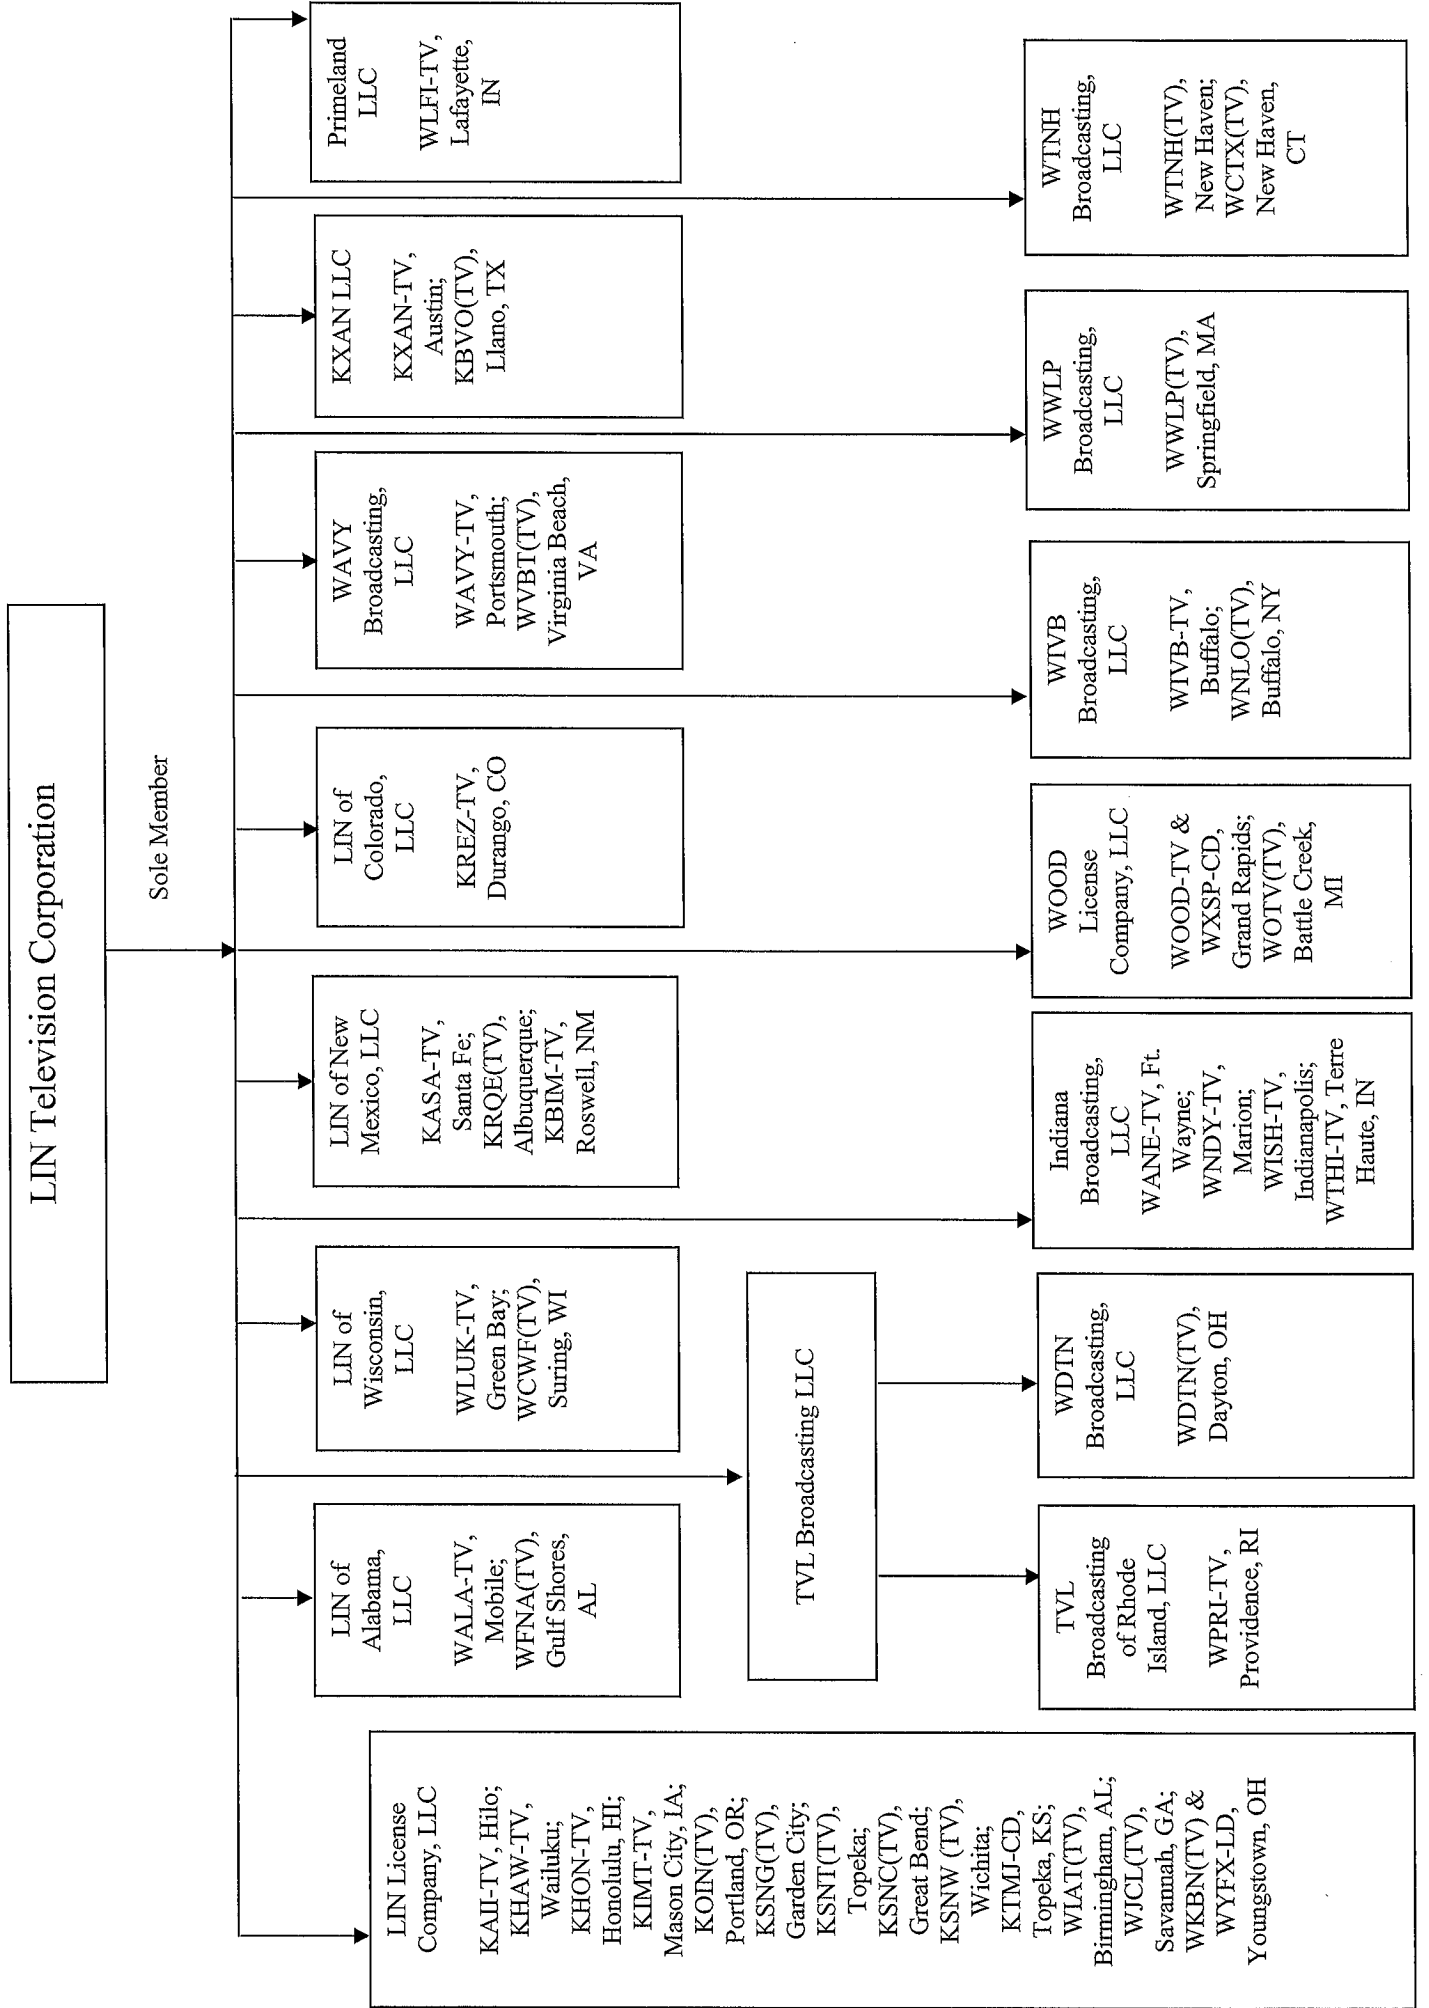 LIN Television Corporation
Sole Member
LIN License
Company, LLC
KAII-TV, Hilo;
KHAW-TV,
Wailuku;
KHON-TV,
Honolulu, HI;
KIMT-TV,
Mason City, IA;
KOIN(TV),
Portland, OR;
KSNG(TV),
Garden City;
KSNT(TV),
Topeka;
KSNC(TV),
Great Bend;
KSNW (TV),
Wichita;
KTMJ-CD,
Topeka, KS;
WIAT(TV),
Birmingham, AL;
WJCL(TV),
Savannah, GA;
WKBN(TV) &
WYFX-LD,
Youngstown, OH
LIN of
Alabama,
LLC
WALA-TV,
Mobile;
WFNA(TV),
Gulf Shores,
AL
LIN of
Wisconsin,
LLC
WLUK-TV,
Green Bay;
WCWF(TV),
Suring, WI
LIN of New
Mexico, LLC
KASA-TV,
Santa Fe;
KRQE(TV),
Albuquerque;
KBIM-TV,
Roswell, NM
LIN of
Colorado,
LLC
KREZ-TV,
Durango, CO
WAVY
Broadcasting,
LLC
WAVY-TV,
Portsmouth;
WVBT(TV),
Virginia Beach,
VA
KXAN LLC
KXAN-TV,
Austin;
KBVO(TV),
Llano, TX
Primeland
LLC
WLFI-TV,
Lafayette,
IN
TVL Broadcasting LLC
TVL
Broadcasting
of Rhode
Island, LLC
WPRI-TV,
Providence, RI
WDTN
Broadcasting,
LLC
WDTN(TV),
Dayton, OH
Indiana
Broadcasting,
LLC
WANE-TV, Ft.
Wayne;
WNDY-TV,
Marion;
WISH-TV,
Indianapolis;
WTHI-TV, Terre
Haute, IN
WOOD
License
Company, LLC
WOOD-TV &
WXSP-CD,
Grand Rapids;
WOTV(TV),
Battle Creek,
MI
WIVB
Broadcasting,
LLC
WIVB-TV,
Buffalo;
WNLO(TV),
Buffalo, NY
WWLP
Broadcasting,
LLC
WWLP(TV),
Springfield, MA
WTNH
Broadcasting,
LLC
WTNH(TV),
New Haven;
WCTX(TV),
New Haven,
CT